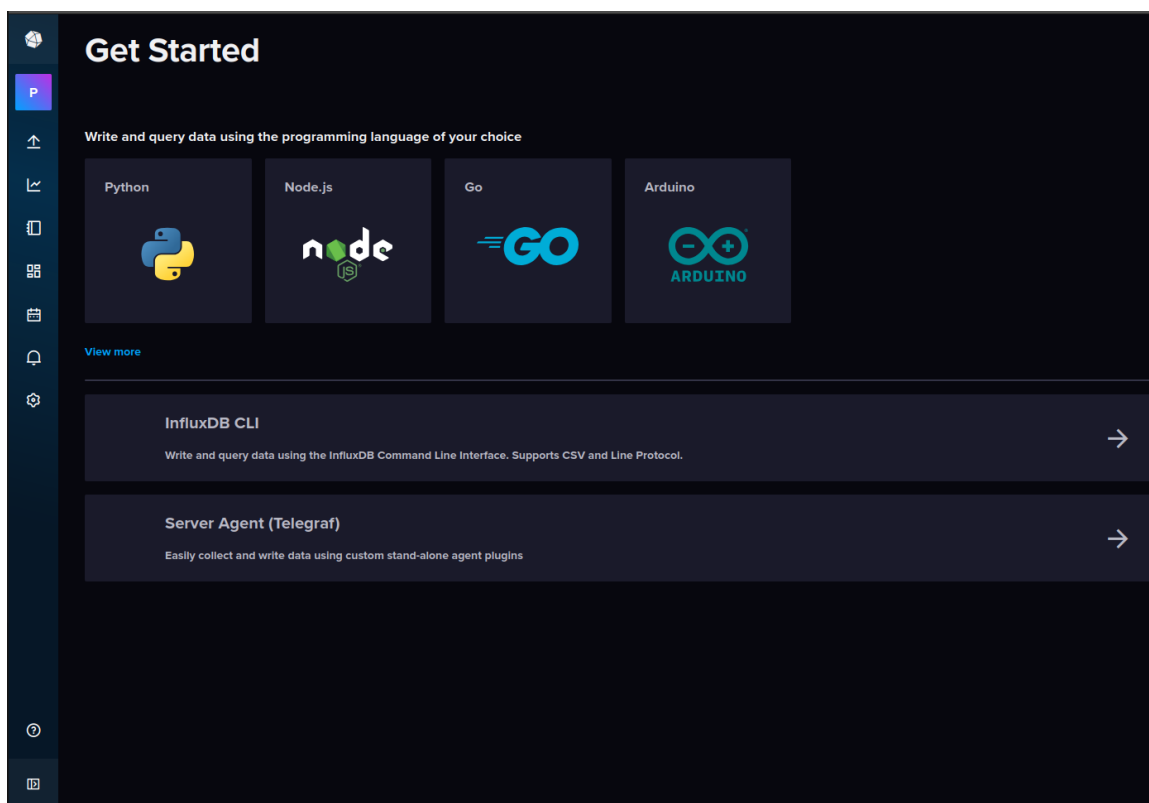 Get Started
P
Write and query data using the programming language of your choice
Python
Node.js
Go
Arduino
node
JS
GO
ARDUINO
View more
InfluxDB CLI
Write and query data using the InfluxDB Command Line Interface. Supports CSV and Line Protocol.
Server Agent (Telegraf)
Easily collect and write data using custom stand-alone agent plugins